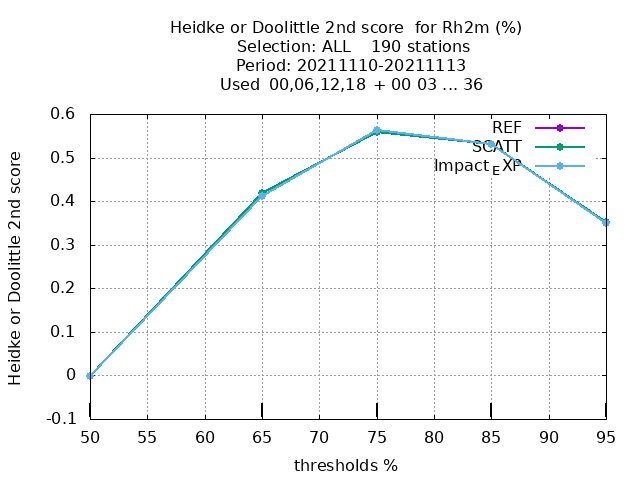 Heidke or Doolittle 2nd score  for Rh2m (%)
Selection: ALL    190 stations
Period: 20211110-20211113
Used  00,06,12,18  + 00 03 ... 36
0.6
0.5
0.4
0.3
0.2
0.1
0
-0.1
Heidke or Doolittle 2nd score
REF
SCATT
Impact_EXP
50 55 60 65 70 75 80 85 90 95
thresholds %